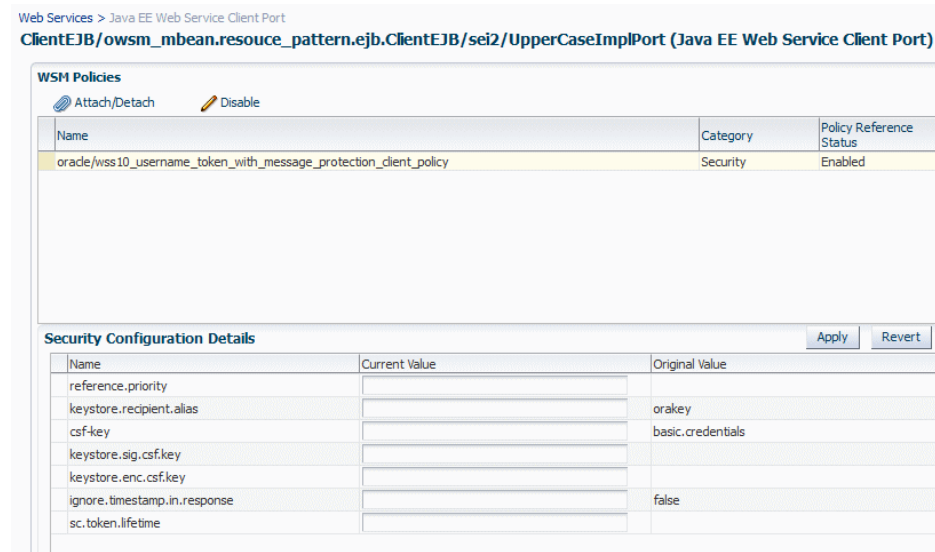 Web Services > Java EE Web Service Client Port
ClientEJB/owsm_mbean.resouce_pattern.ejb.ClientEJB/sei2/UpperCaseImplPort (Java EE Web Service Client Port)
WSM Policies
Attach/Detach Disable
Name Category Policy Reference Status
oracle/wss10_username_token_with_message_protection_client_policy Security Enabled
Security Configuration Details Apply Revert
Name Current Value Original Value
reference.priority
keystore.recipient.alias orakey
csf-key basic.credentials
keystore.sig.csf.key
keystore.enc.csf.key
ignore.timestamp.in.response false
sc.token.lifetime